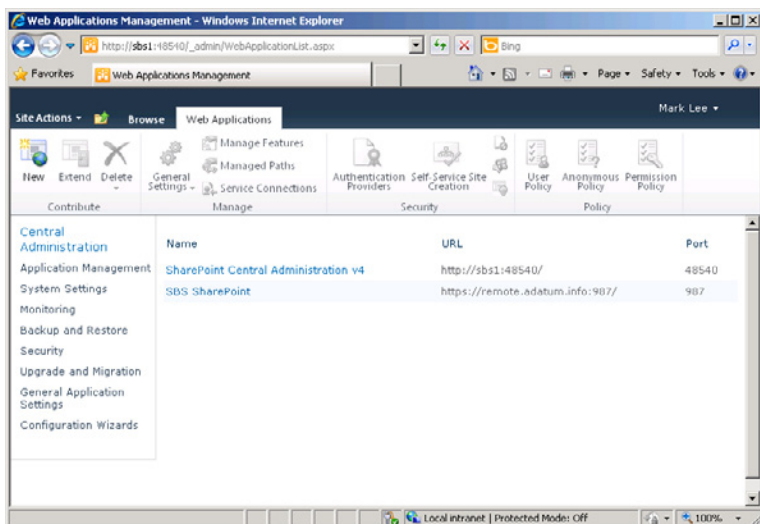 Web Applications Management - Windows Internet Explorer
http://sbs1:48540/_admin/WebApplicationList.aspx
Bing
Favorites
Web Applications Management
Page
Safety
Tools
Site Actions
Browse
Web Applications
Mark Lee
New
Extend
Delete
General Settings
Manage Features
Managed Paths
Service Connections
Authentication Providers
Self-Service Site Creation
User Policy
Anonymous Policy
Permission Policy
Contribute
Manage
Security
Policy
Central
Administration
Application Management
System Settings
Monitoring
Backup and Restore
Security
Upgrade and Migration
General Application
Settings
Configuration Wizards
Name URL Port
SharePoint Central Administration v4 http://sbs1:48540/ 48540
SBS SharePoint https://remote.adatum.info:987/ 987
Local intranet | Protected Mode: Off
100%